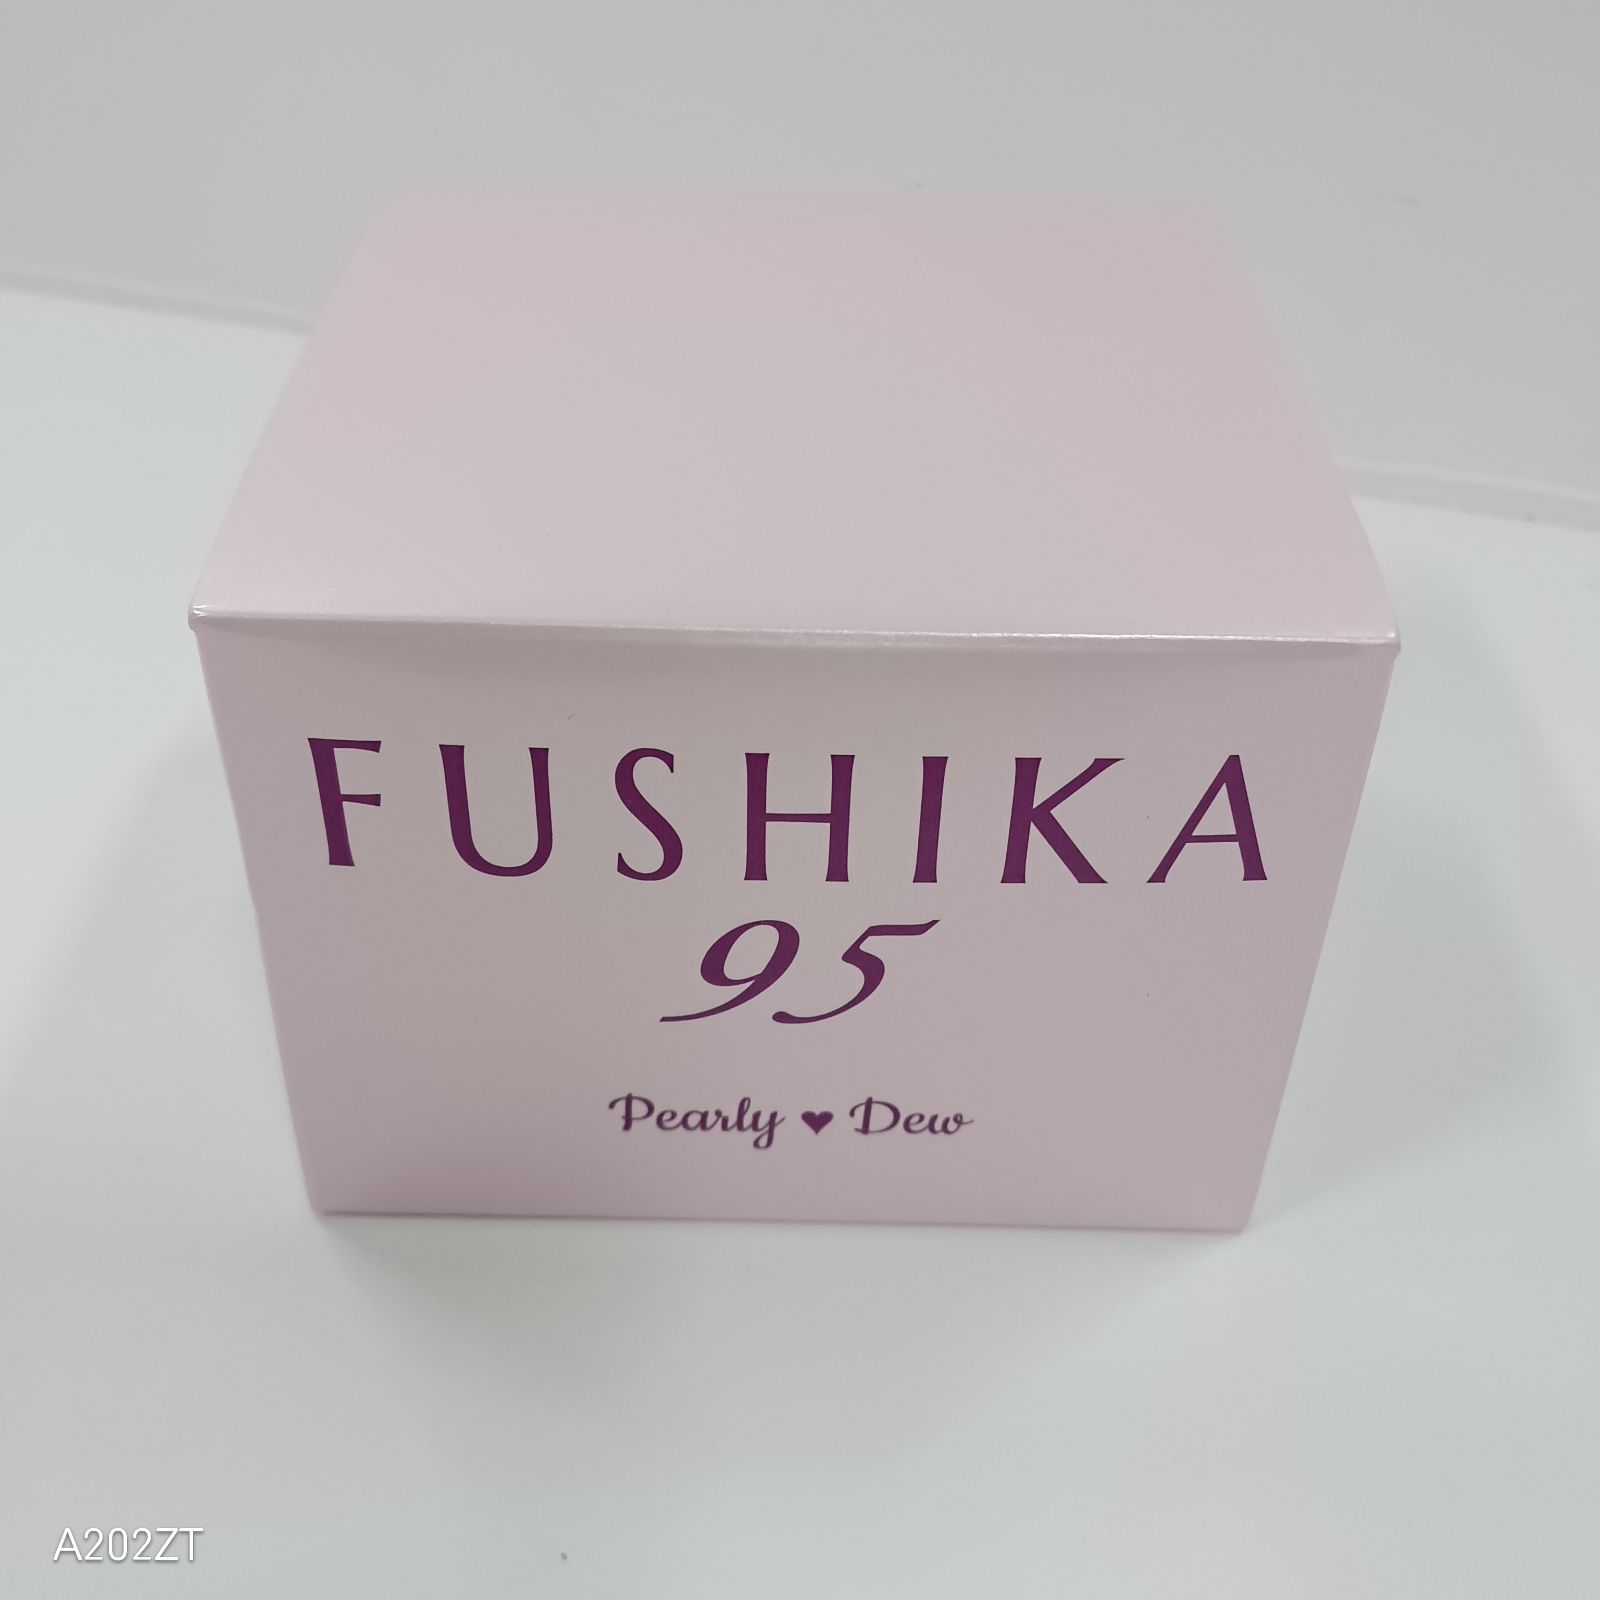 FUSHIKA
95
Pearly ♥ Dew
A202ZT